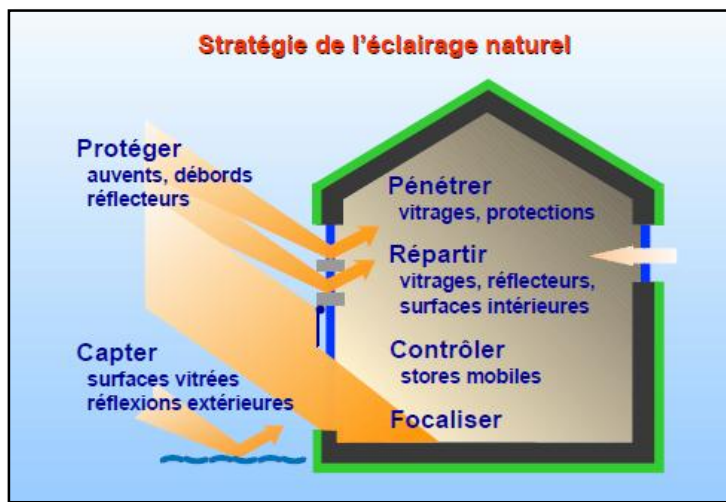 Stratégie de l'éclairage naturel
Protéger
auvents, débords
réflecteurs
Capter
surfaces vitrées
réflexions extérieures
Pénétrer
vitrages, protections
Répartir
vitrages, réflecteurs,
surfaces intérieures
Contrôler
stores mobiles
Focaliser